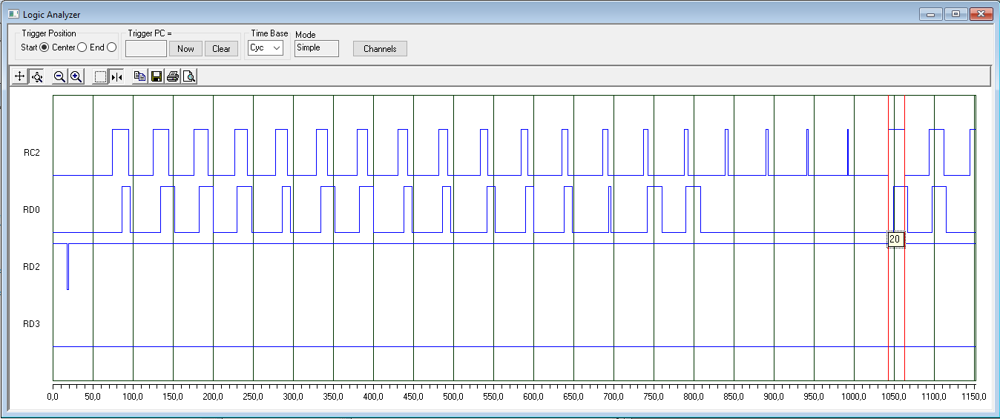 Logic Analyzer
Trigger Position
Start Center End
Trigger PC =
Now Clear
Time Base
Cyc
Mode
Simple
Channels
RC2
RD0
20
RD2
RD3
0,0 50,0 100,0 150,0 200,0 250,0 300,0 350,0 400,0 450,0 500,0 550,0 600,0 650,0 700,0 750,0 800,0 850,0 900,0 950,0 1000,0 1050,0 1100,0 1150,0